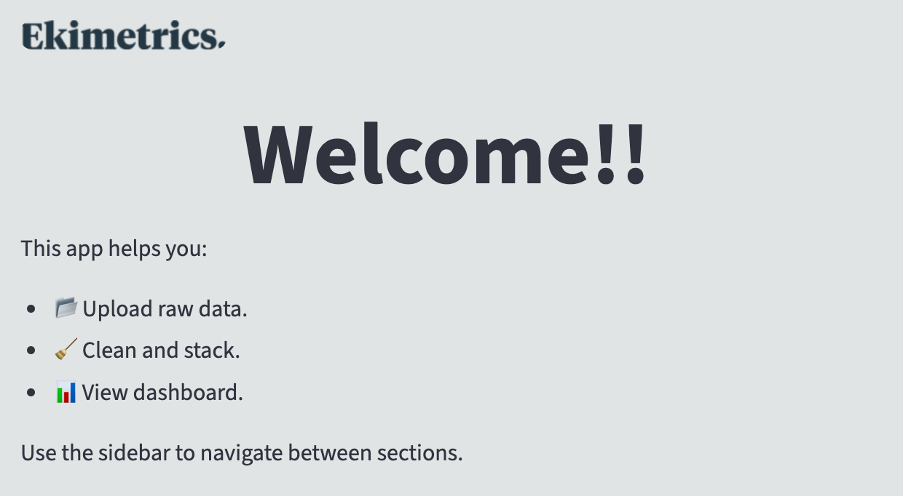 Ekimetrics.
Welcome!!
This app helps you:
• 📂 Upload raw data.
• 🧹 Clean and stack.
• 📊 View dashboard.
Use the sidebar to navigate between sections.